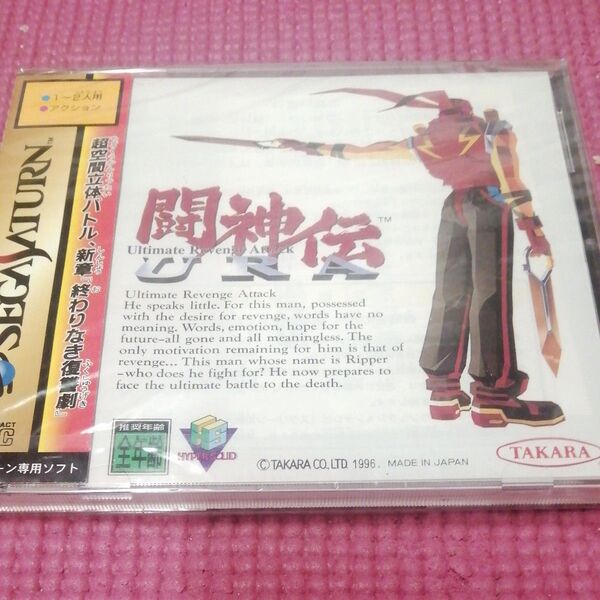 ●1〜2人用
●アクション
SEGA SATURN™
超空間立体バトル、新章『終わりなき復讐劇』
ーン専用ソフト
闘神伝™
Ultimate Revenge Attack
URA
Ultimate Revenge Attack
He speaks little. For this man, possessed
with the desire for revenge, words have no
meaning. Words, emotion, hope for the
future-all gone and all meaningless. The
only motivation remaining for him is that of
revenge... This man whose name is Ripper
-who does he fight for? He now prepares to
face the ultimate battle to the death.
推奨年齢
全年齢
HYPER SOLID
©TAKARA CO.,LTD. 1996. MADE IN JAPAN
TAKARA